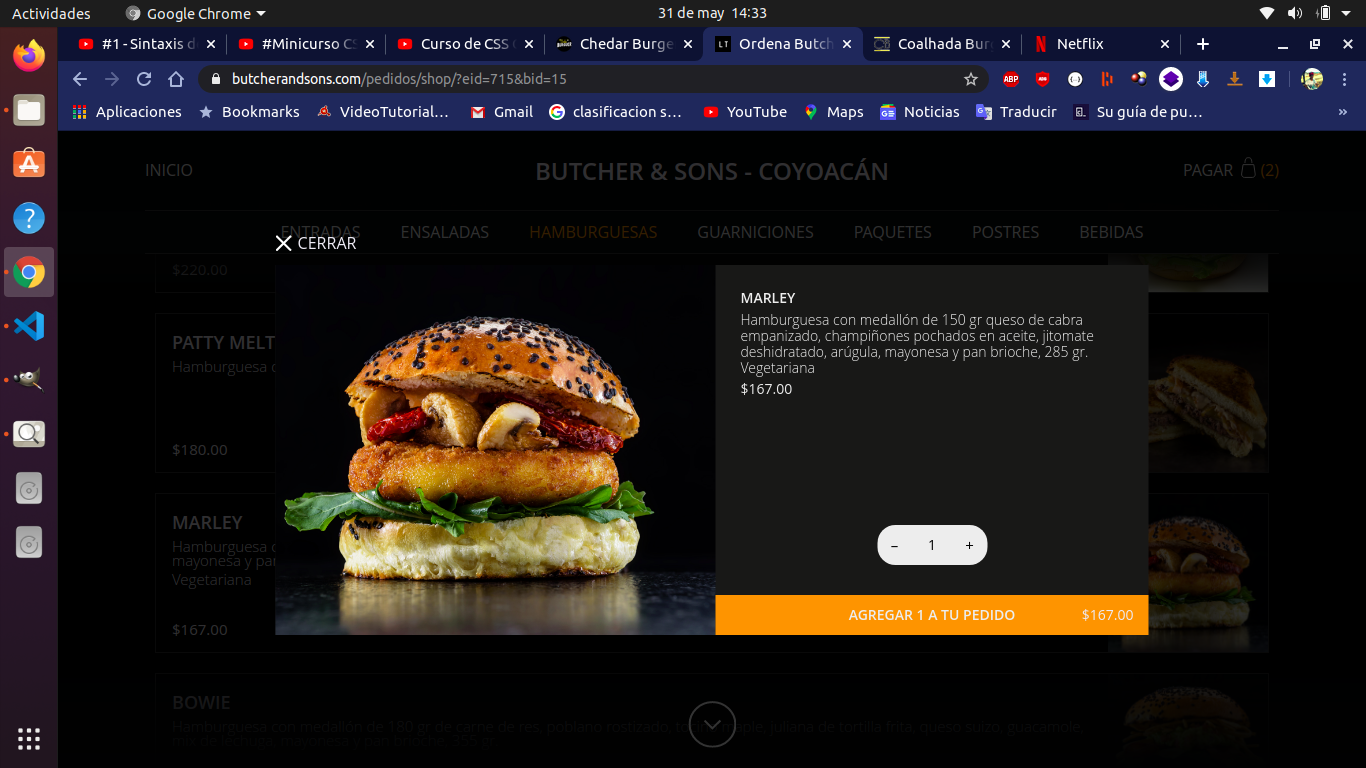 Actividades
Google Chrome
31 de may 14:33
#1 - Sintaxis d
#Minicurso CS
Curso de CSS
Chedar Burge
LT
Ordena Butch
Coalhada Bur
Netflix
butcherandsons.com/pedidos/shop/?eid=715&bid=15
ABP
Aplicaciones
Bookmarks
VideoTutorial...
Gmail
clasificacion s...
YouTube
Maps
Noticias
Traducir
Su guía de pu...
»
INICIO
BUTCHER & SONS - COYOACÁN
PAGAR (2)
ENTRADAS
ENSALADAS
HAMBURGUESAS
GUARNICIONES
PAQUETES
POSTRES
BEBIDAS
CERRAR
$220.00
PATTY MELT
Hamburguesa
$180.00
MARLEY
Hamburguesa
mayonesa y
Vegetariana
$167.00
MARLEY
Hamburguesa con medallón de 150 gr queso de cabra
empanizado, champiñones pochados en aceite, jitomate
deshidratado, arúgula, mayonesa y pan brioche, 285 gr.
Vegetariana
$167.00
– 1 +
AGREGAR 1 A TU PEDIDO $167.00
BOWIE
Hamburguesa con medallón de 180 gr de carne de res, poblano rostizado, maple, juliana de tortilla frita, queso suizo, guacamole,